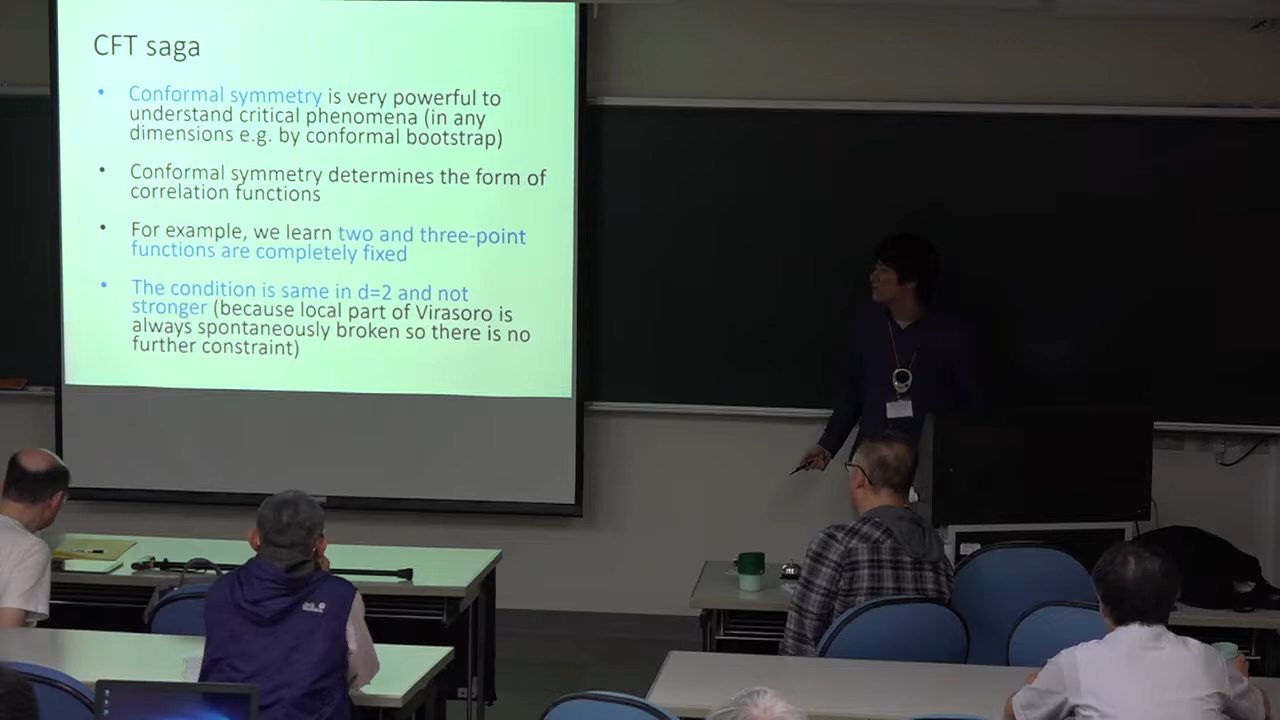 CFT saga
• Conformal symmetry is very powerful to
understand critical phenomena (in any
dimensions e.g. by conformal bootstrap)
• Conformal symmetry determines the form of
correlation functions
• For example, we learn two and three-point
functions are completely fixed
• The condition is same in d=2 and not
stronger (because local part of Virasoro is
always spontaneously broken so there is no
further constraint)